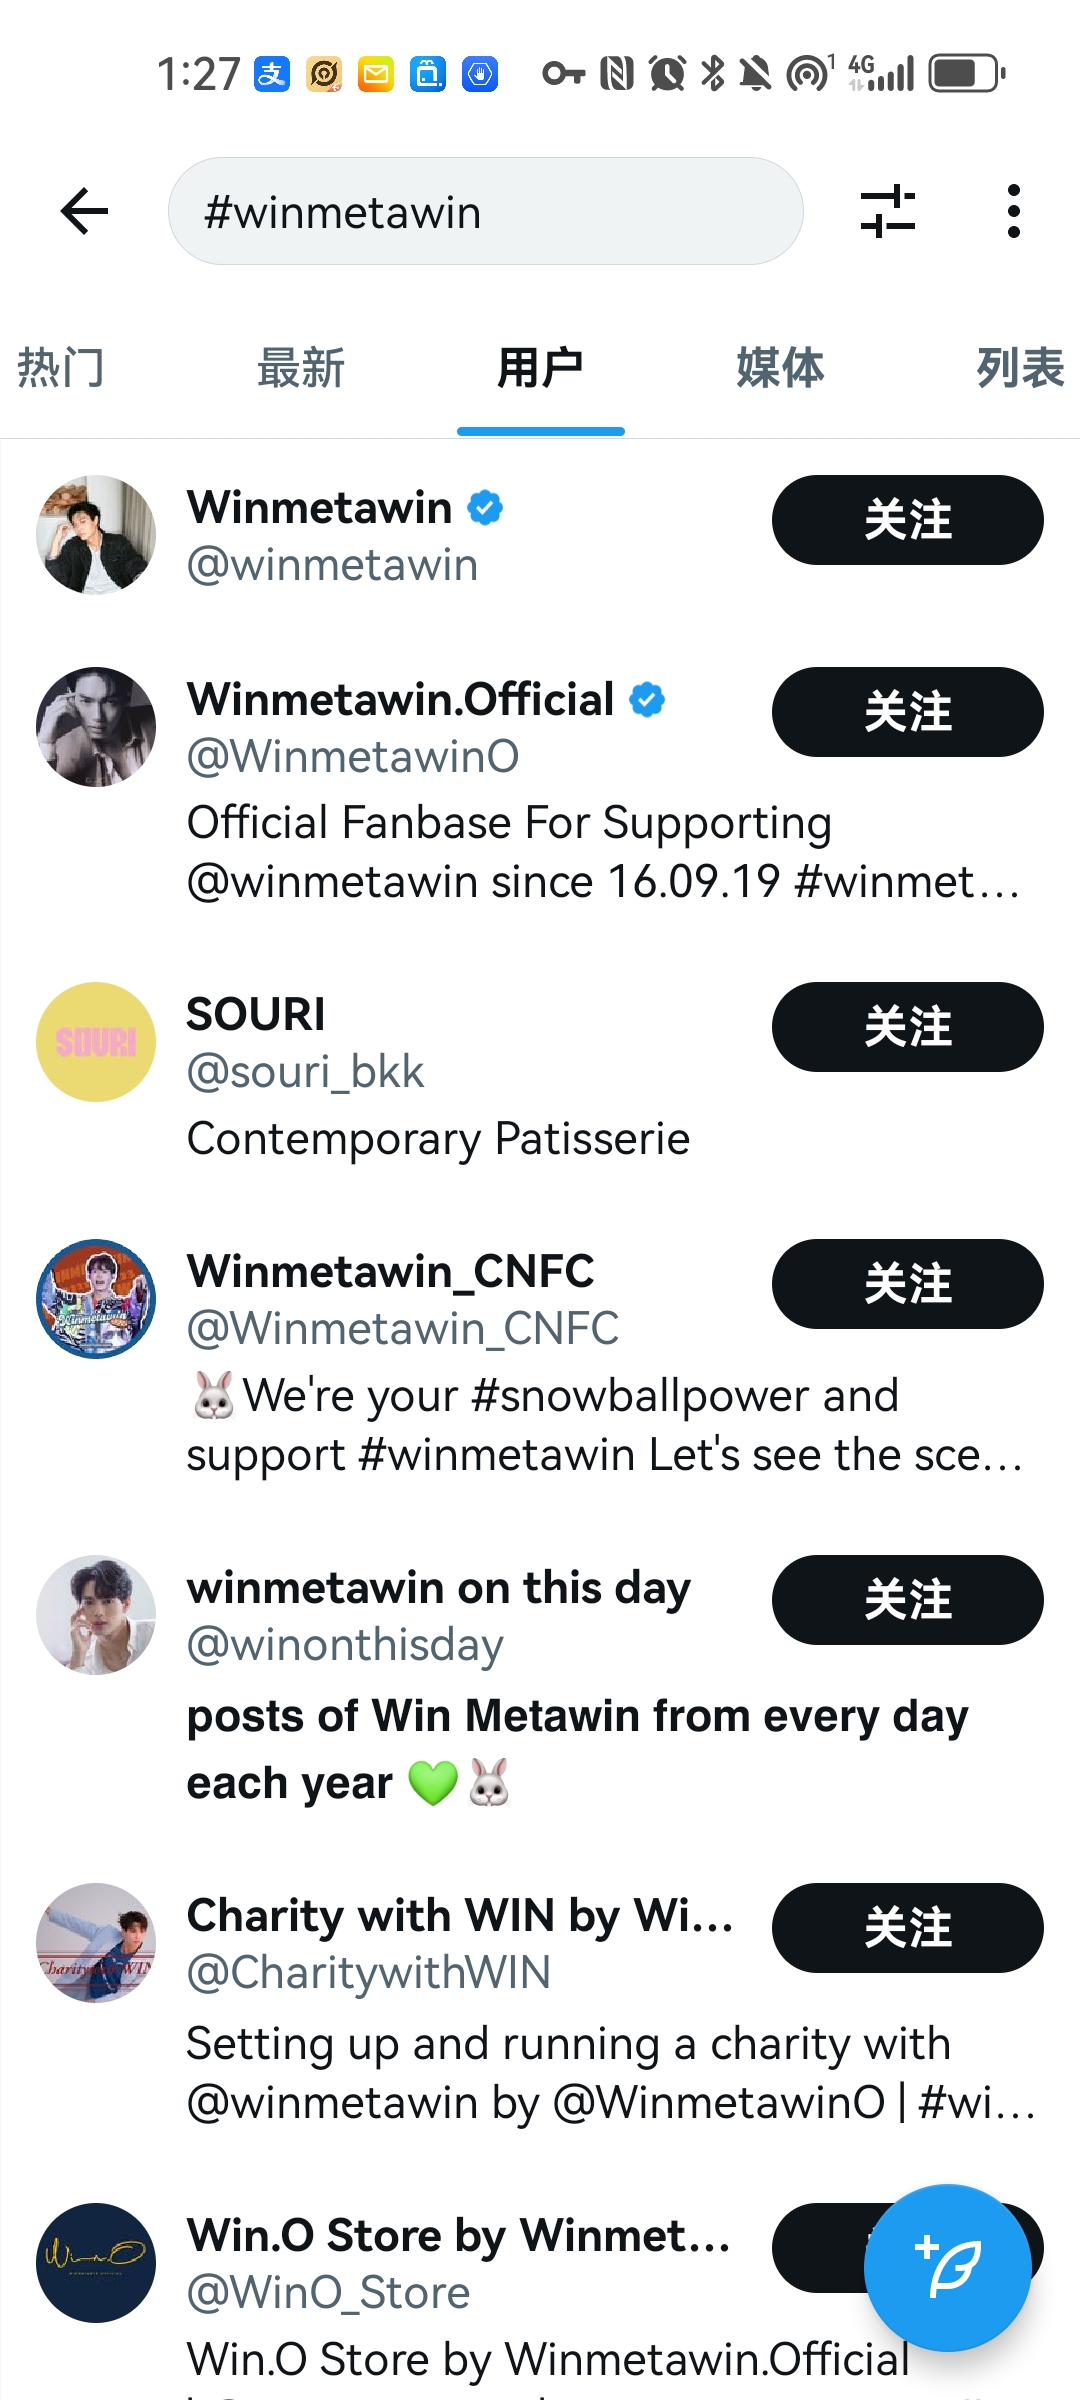 1:27 支 4G 1
#winmetawin
热门 最新 用户 媒体 列表
Winmetawin
@winmetawin
关注
Winmetawin.Official
@WinmetawinO
关注
Official Fanbase For Supporting
@winmetawin since 16.09.19 #winmet…
SOURI
SOURI
@souri_bkk
关注
Contemporary Patisserie
Winmetawin_CNFC
@Winmetawin_CNFC
关注
🐰We're your #snowballpower and
support #winmetawin Let's see the sce…
winmetawin on this day
@winonthisday
关注
posts of Win Metawin from every day
each year 💚🐰
Charity with WIN by Wi...
@CharitywithWIN
关注
Setting up and running a charity with
@winmetawin by @WinmetawinO | #wi…
Win.O
Win.O Store by Winmet...
@WinO_Store
Win.O Store by Winmetawin.Official